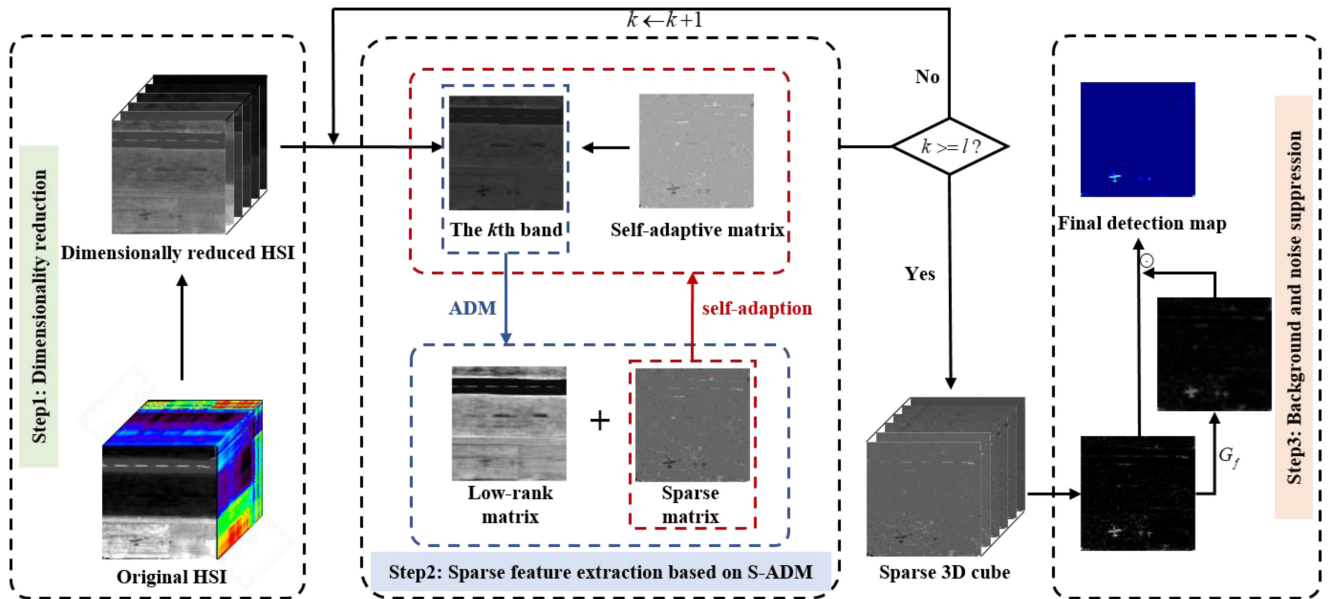 k ← k+1
Step1: Dimensionality reduction
Dimensionally reduced HSI
Original HSI
The kth band
Self-adaptive matrix
ADM
self-adaption
+
Low-rank
matrix
Sparse
matrix
Step2: Sparse feature extraction based on S-ADM
No
k >= l ?
Yes
Sparse 3D cube
Final detection map
⊙
G_f
Step3: Background and noise suppression